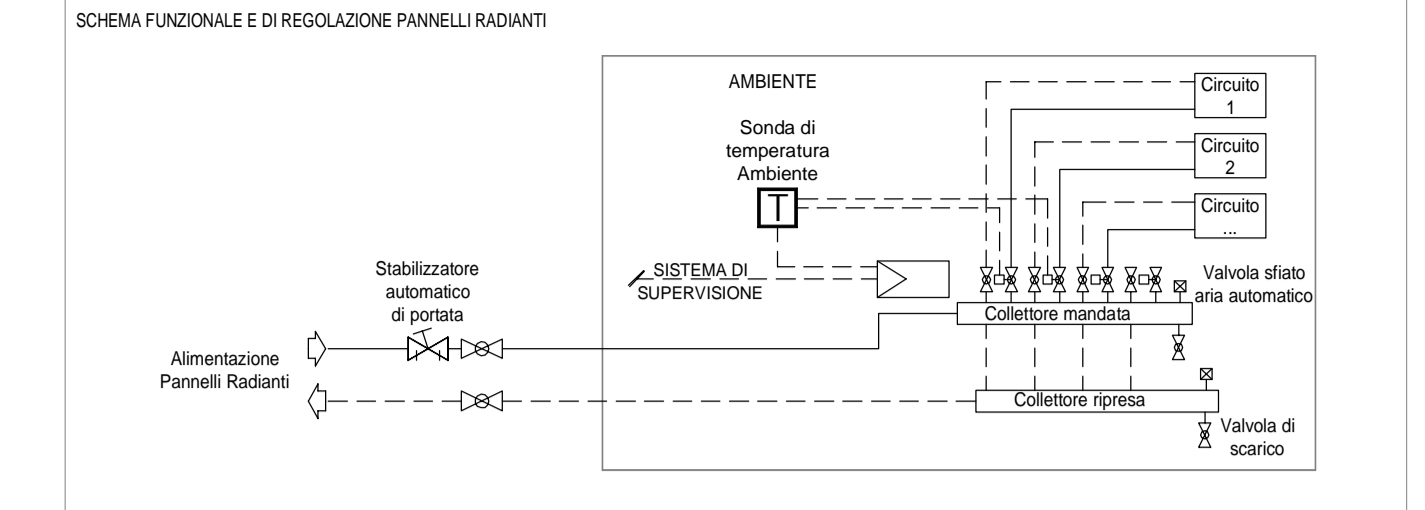 SCHEMA FUNZIONALE E DI REGOLAZIONE PANNELLI RADIANTI
AMBIENTE
Sonda di
temperatura
Ambiente
T
Circuito
1
Circuito
2
Circuito
...
SISTEMA DI
SUPERVISIONE
Stabilizzatore
automatico
di portata
Valvola sfiato
aria automatico
Collettore mandata
Alimentazione
Pannelli Radianti
Collettore ripresa
Valvola di
scarico